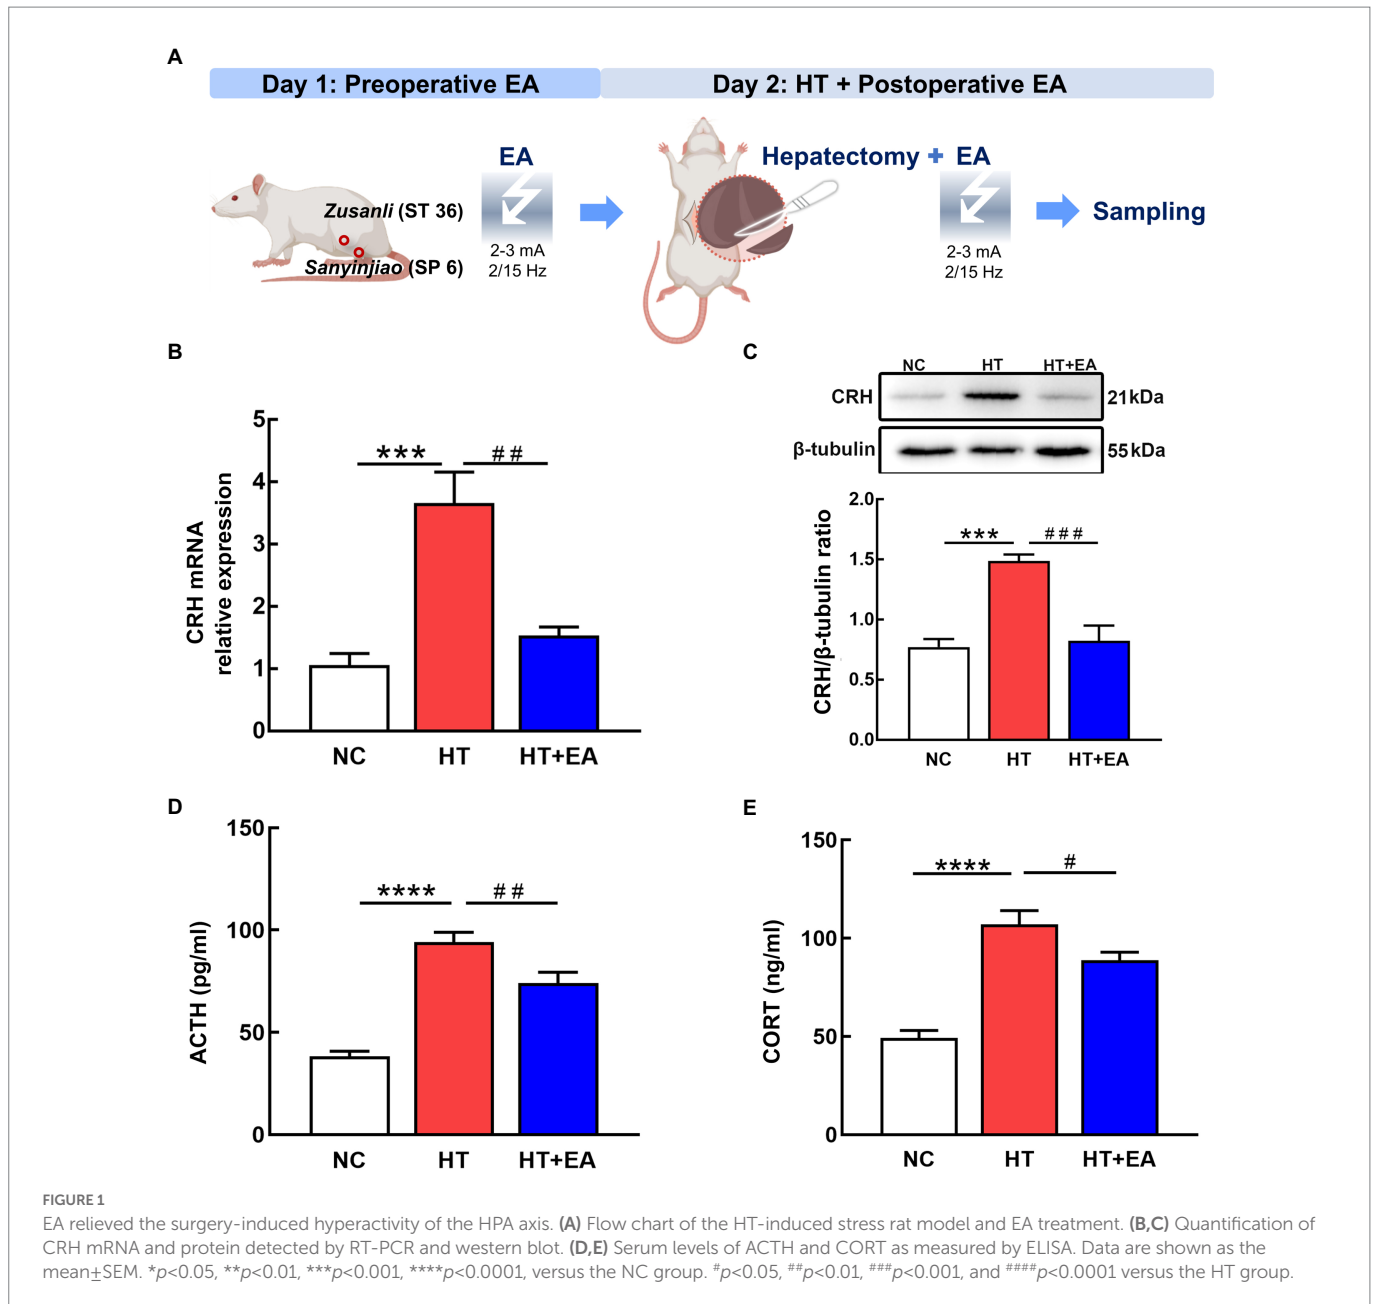 A
Day 1: Preoperative EA
Day 2: HT + Postoperative EA
EA
Zusanli (ST 36)
Sanyinjiao (SP 6)
2-3 mA
2/15 Hz
Hepatectomy + EA
2-3 mA
2/15 Hz
Sampling
B
CRH mRNA
relative expression
5
4
3
2
1
0
***
##
NC
HT
HT+EA
C
NC
HT
HT+EA
CRH
21kDa
β-tubulin
55kDa
CRH/β-tubulin ratio
2.0
1.5
1.0
0.5
0.0
***
###
NC
HT
HT+EA
D
ACTH (pg/ml)
150
100
50
0
****
##
NC
HT
HT+EA
E
CORT (ng/ml)
150
100
50
0
****
#
NC
HT
HT+EA
FIGURE 1
EA relieved the surgery-induced hyperactivity of the HPA axis. (A) Flow chart of the HT-induced stress rat model and EA treatment. (B,C) Quantification of
CRH mRNA and protein detected by RT-PCR and western blot. (D,E) Serum levels of ACTH and CORT as measured by ELISA. Data are shown as the
mean±SEM. *p<0.05, **p<0.01, ***p<0.001, ****p<0.0001, versus the NC group. #p<0.05, ##p<0.01, ###p<0.001, and ####p<0.0001 versus the HT group.